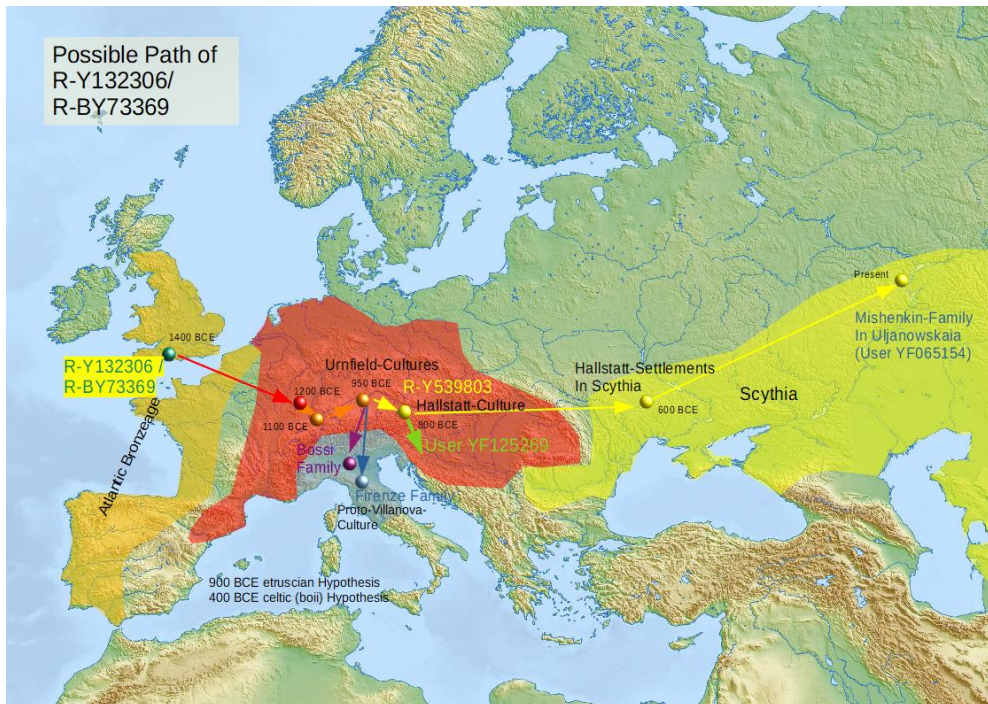 Possible Path of
R-Y132306/
R-BY73369
Present
Mishenkin-Family
In Uljanowskaia
(User YF065154)
1400 BCE
R-Y132306 /
R-BY73369
Urnfield-Cultures
Hallstatt-Settlements
In Scythia
Scythia
950 BCE
R-Y539803
1200 BCE
Hallstatt-Culture
600 BCE
1100 BCE
800 BCE
Atlantic Bronzeage
Bossi
Family
User YF125269
Firenze Family
Proto-Villanova-
Culture
900 BCE etruscian Hypothesis
400 BCE celtic (boii) Hypothesis